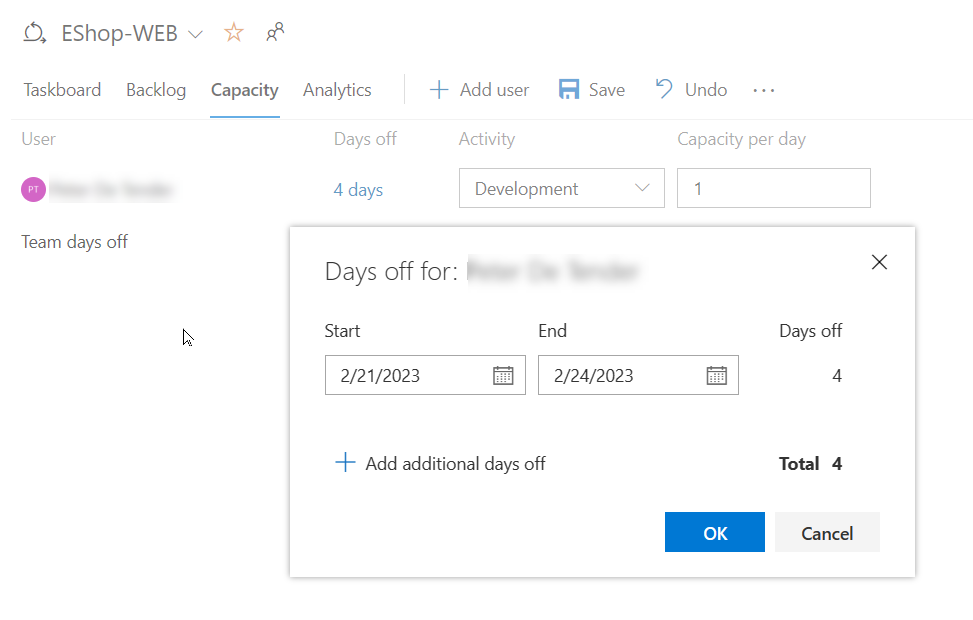 EShop-WEB
Taskboard Backlog Capacity Analytics Add user Save Undo ...
User Days off Activity Capacity per day
PT 4 days Development 1
Team days off
Days off for:
Start End Days off
2/21/2023 2/24/2023 4
Add additional days off Total 4
OK Cancel